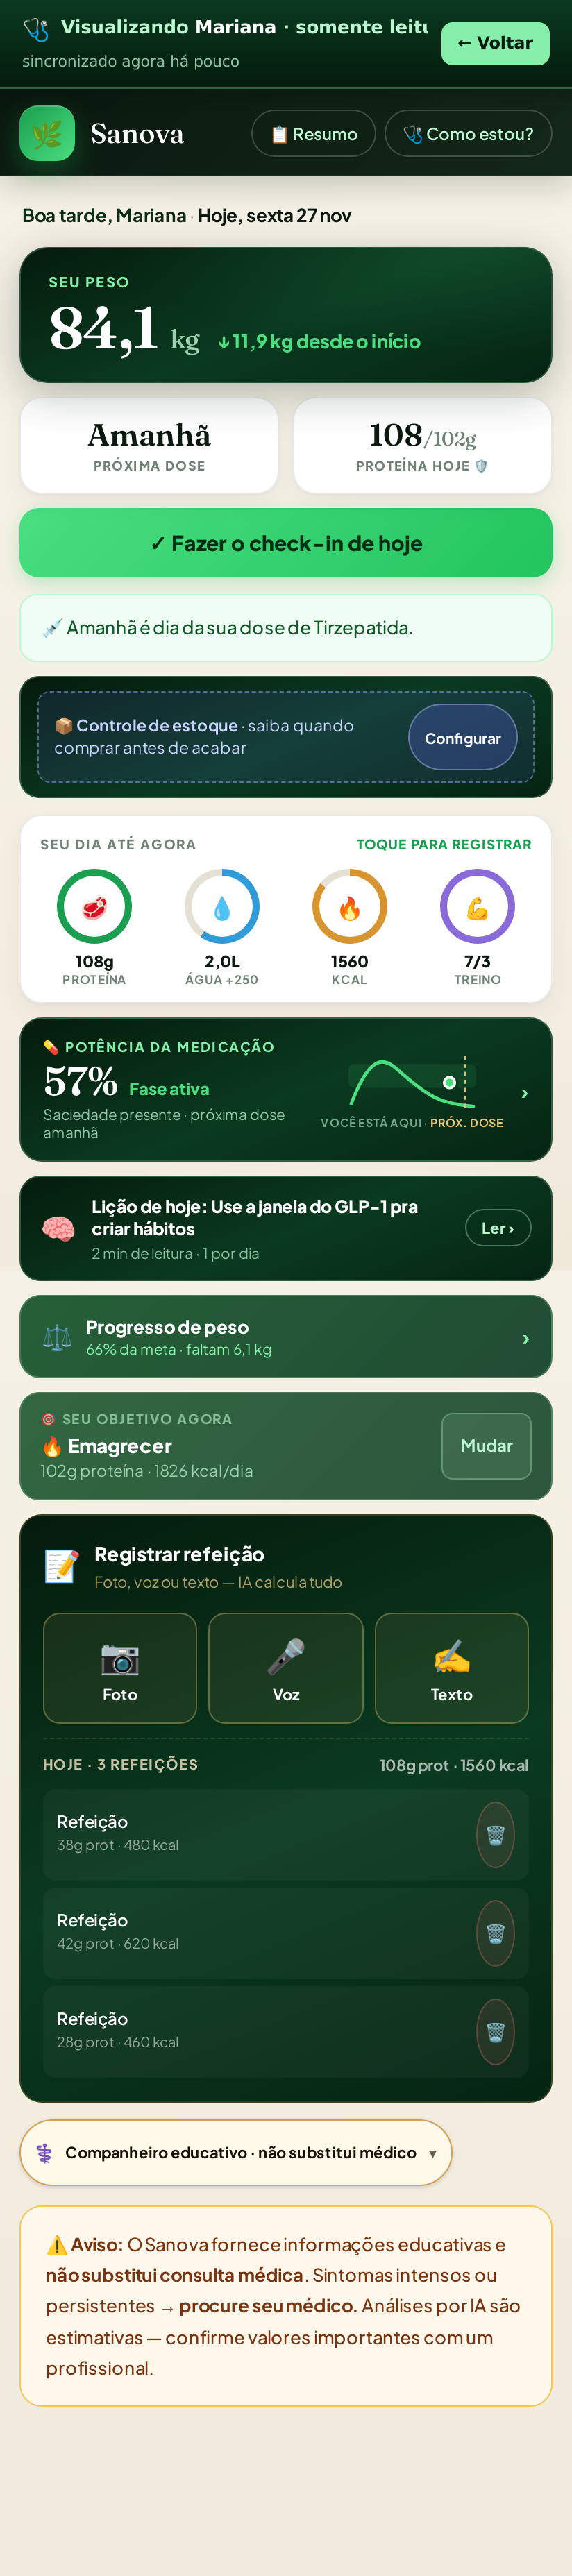 Visualizando Mariana · somente leitu
sincronizado agora há pouco
← Voltar
Sanova
Resumo
Como estou?
Boa tarde, Mariana · Hoje, sexta 27 nov
SEU PESO
84,1 kg ↓ 11,9 kg desde o início
Amanhã
PRÓXIMA DOSE
108/102g
PROTEÍNA HOJE
✓ Fazer o check-in de hoje
Amanhã é dia da sua dose de Tirzepatida.
Controle de estoque · saiba quando
comprar antes de acabar
Configurar
SEU DIA ATÉ AGORA
TOQUE PARA REGISTRAR
108g
PROTEÍNA
2,0L
ÁGUA +250
1560
KCAL
7/3
TREINO
POTÊNCIA DA MEDICAÇÃO
57% Fase ativa
Saciedade presente · próxima dose
amanhã
VOCÊ ESTÁ AQUI · PRÓX. DOSE
›
Lição de hoje: Use a janela do GLP-1 pra
criar hábitos
2 min de leitura · 1 por dia
Ler ›
Progresso de peso
66% da meta · faltam 6,1 kg
›
SEU OBJETIVO AGORA
Emagrecer
102g proteína · 1826 kcal/dia
Mudar
Registrar refeição
Foto, voz ou texto — IA calcula tudo
Foto
Voz
Texto
HOJE · 3 REFEIÇÕES
108g prot · 1560 kcal
Refeição
38g prot · 480 kcal
Refeição
42g prot · 620 kcal
Refeição
28g prot · 460 kcal
Companheiro educativo · não substitui médico ▾
Aviso: O Sanova fornece informações educativas e
não substitui consulta médica. Sintomas intensos ou
persistentes → procure seu médico. Análises por IA são
estimativas — confirme valores importantes com um
profissional.